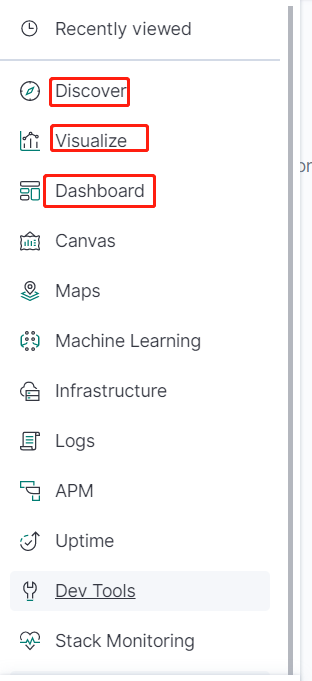 Recently viewed
Discover
Visualize
Dashboard
Canvas
Maps
Machine Learning
Infrastructure
Logs
APM
Uptime
Dev Tools
Stack Monitoring